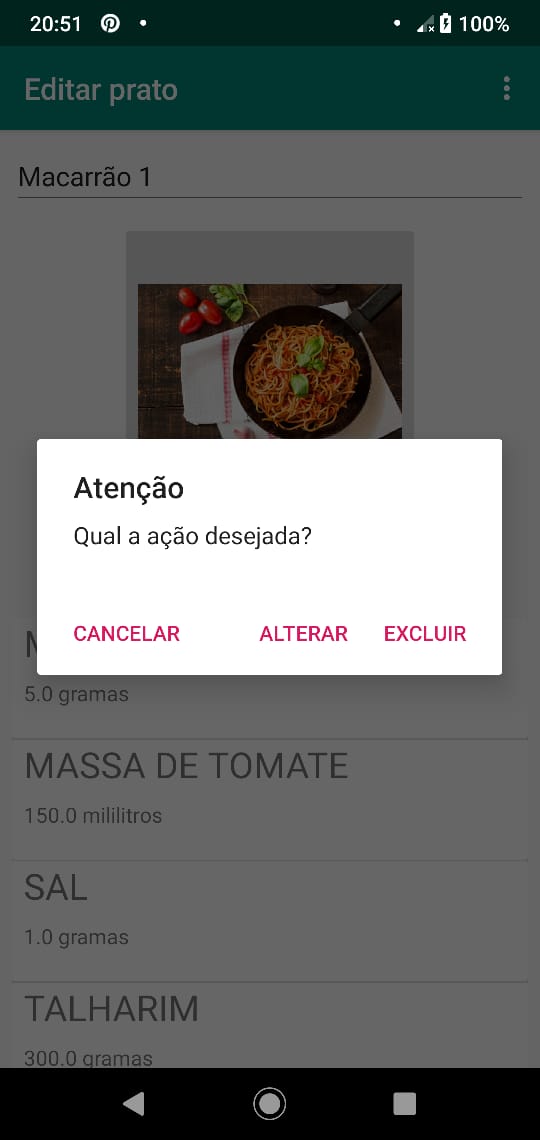 20:51
100%
Editar prato
Macarrão 1
Atenção
Qual a ação desejada?
CANCELAR ALTERAR EXCLUIR
5.0 gramas
MASSA DE TOMATE
150.0 mililitros
SAL
1.0 gramas
TALHARIM
300.0 gramas